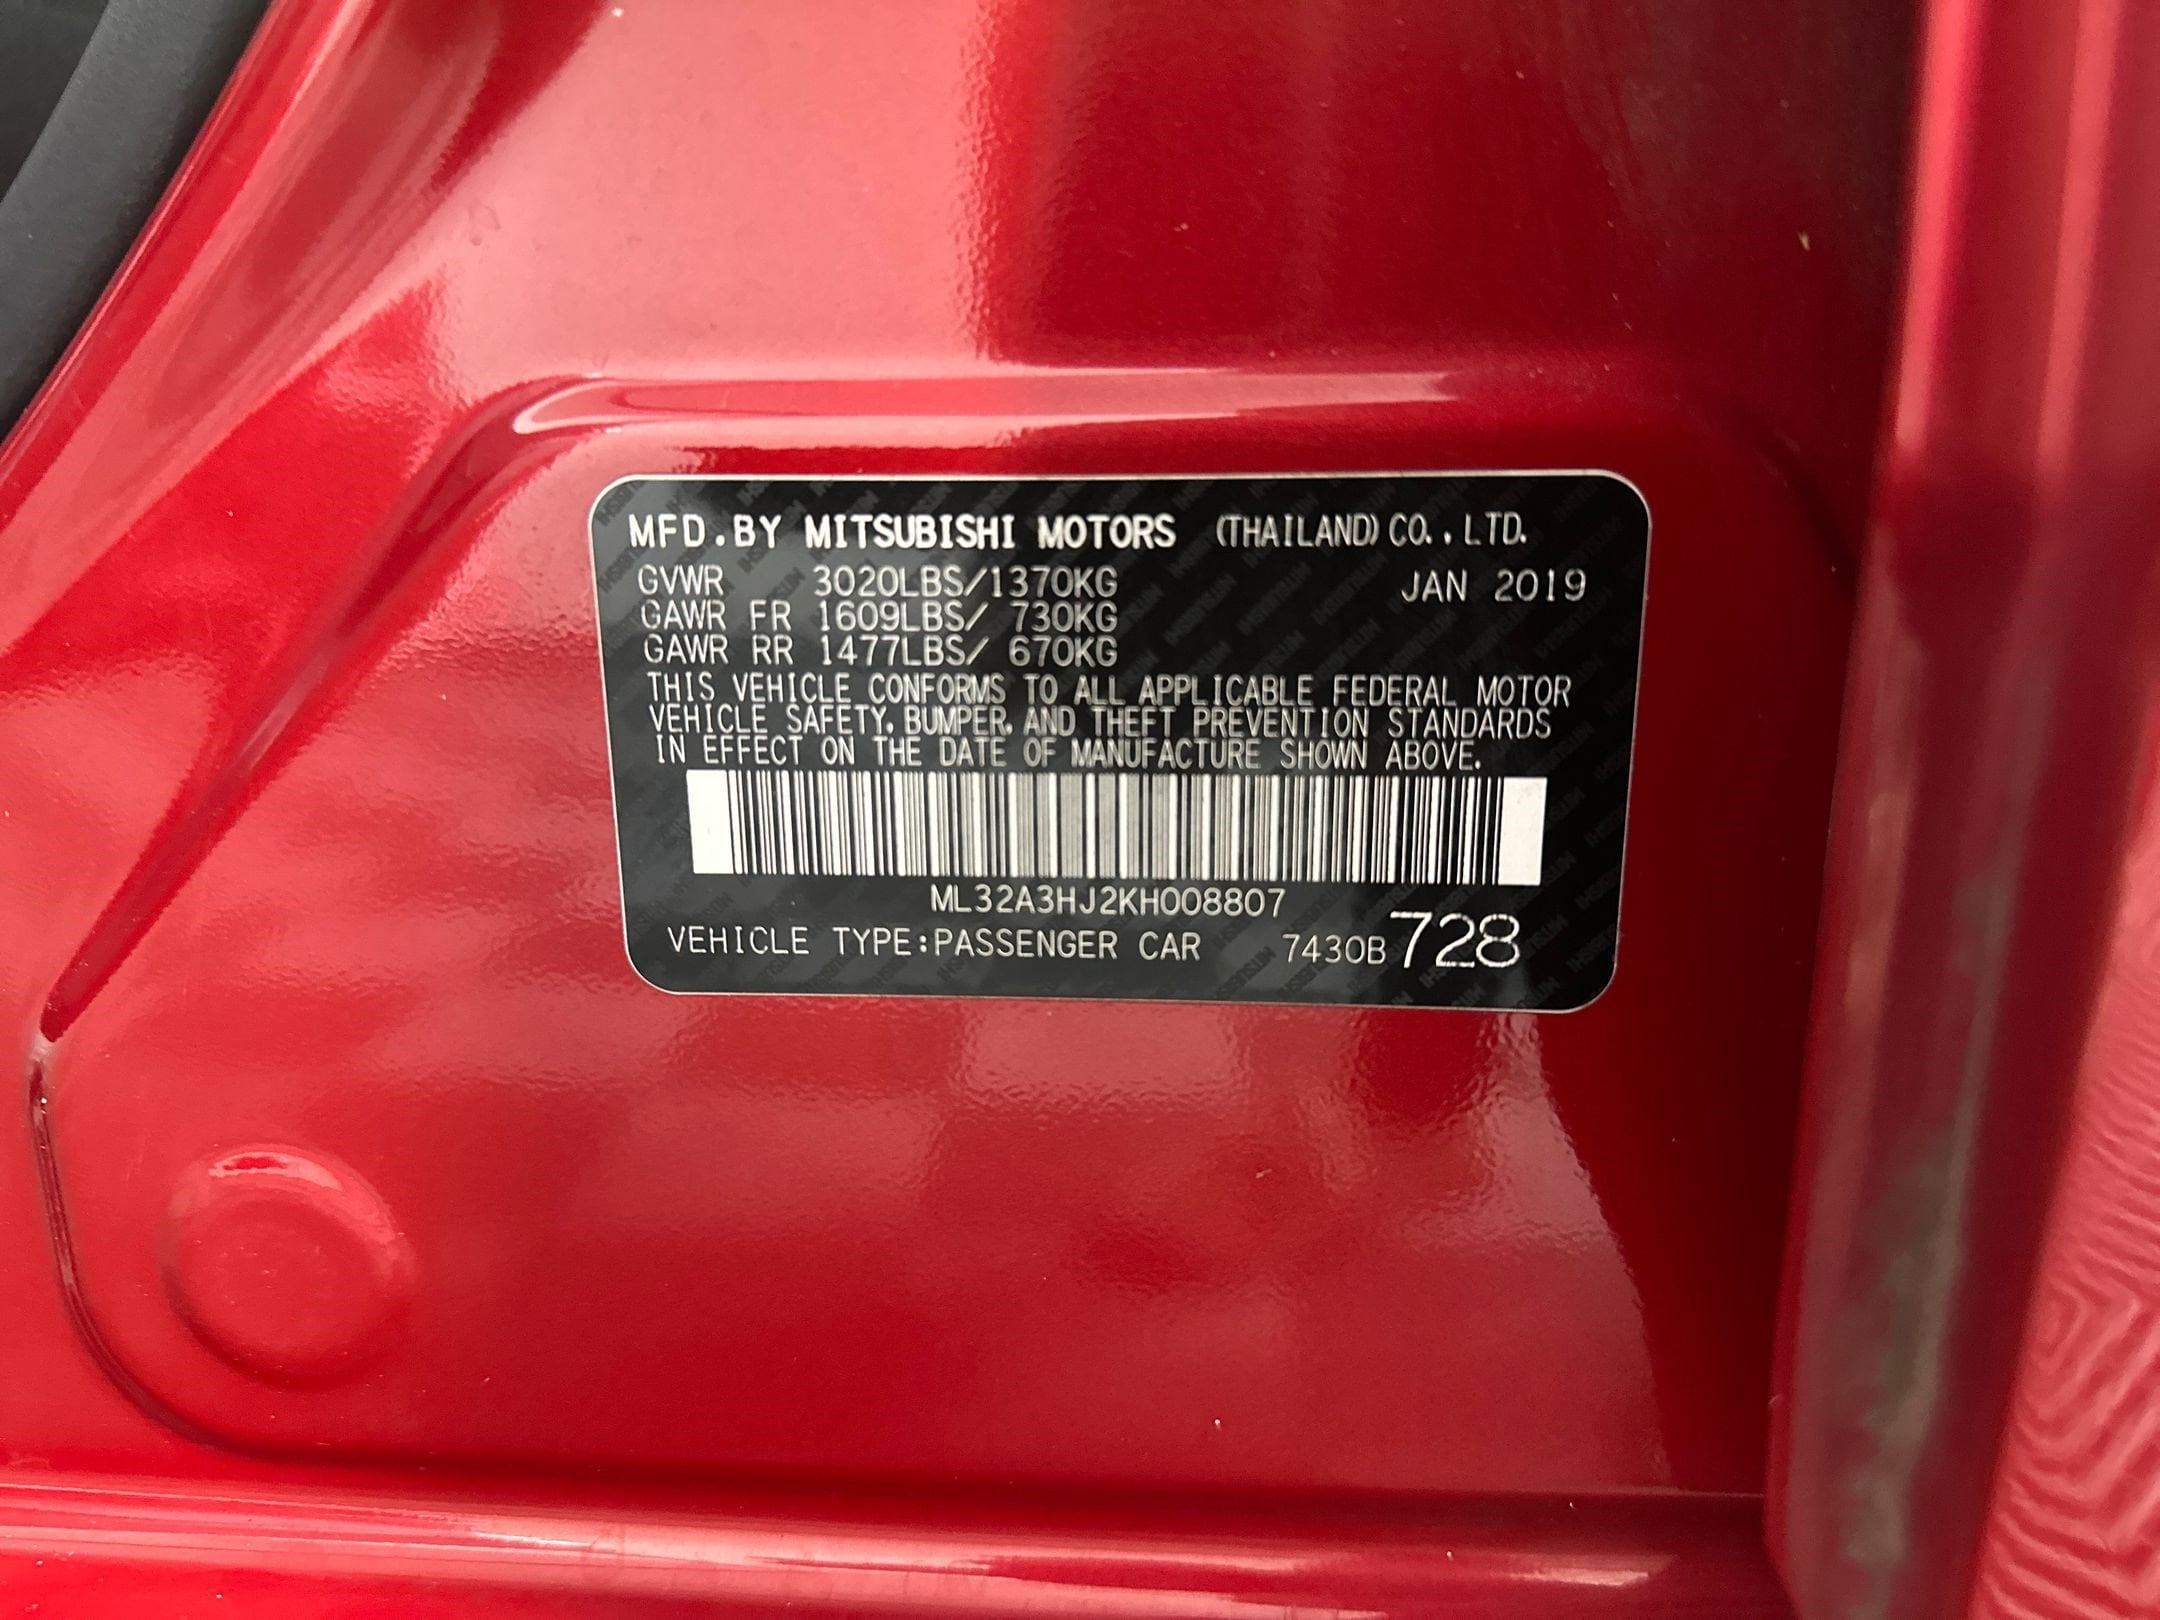 MFD.BY MITSUBISHI MOTORS (THAILAND) CO., LTD.
GVWR 3020LBS/1370KG JAN 2019
GAWR FR 1609LBS/ 730KG
GAWR RR 1477LBS/ 670KG
THIS VEHICLE CONFORMS TO ALL APPLICABLE FEDERAL MOTOR
VEHICLE SAFETY, BUMPER, AND THEFT PREVENTION STANDARDS
IN EFFECT ON THE DATE OF MANUFACTURE SHOWN ABOVE.
ML32A3HJ2KH008807
VEHICLE TYPE:PASSENGER CAR 7430B 728